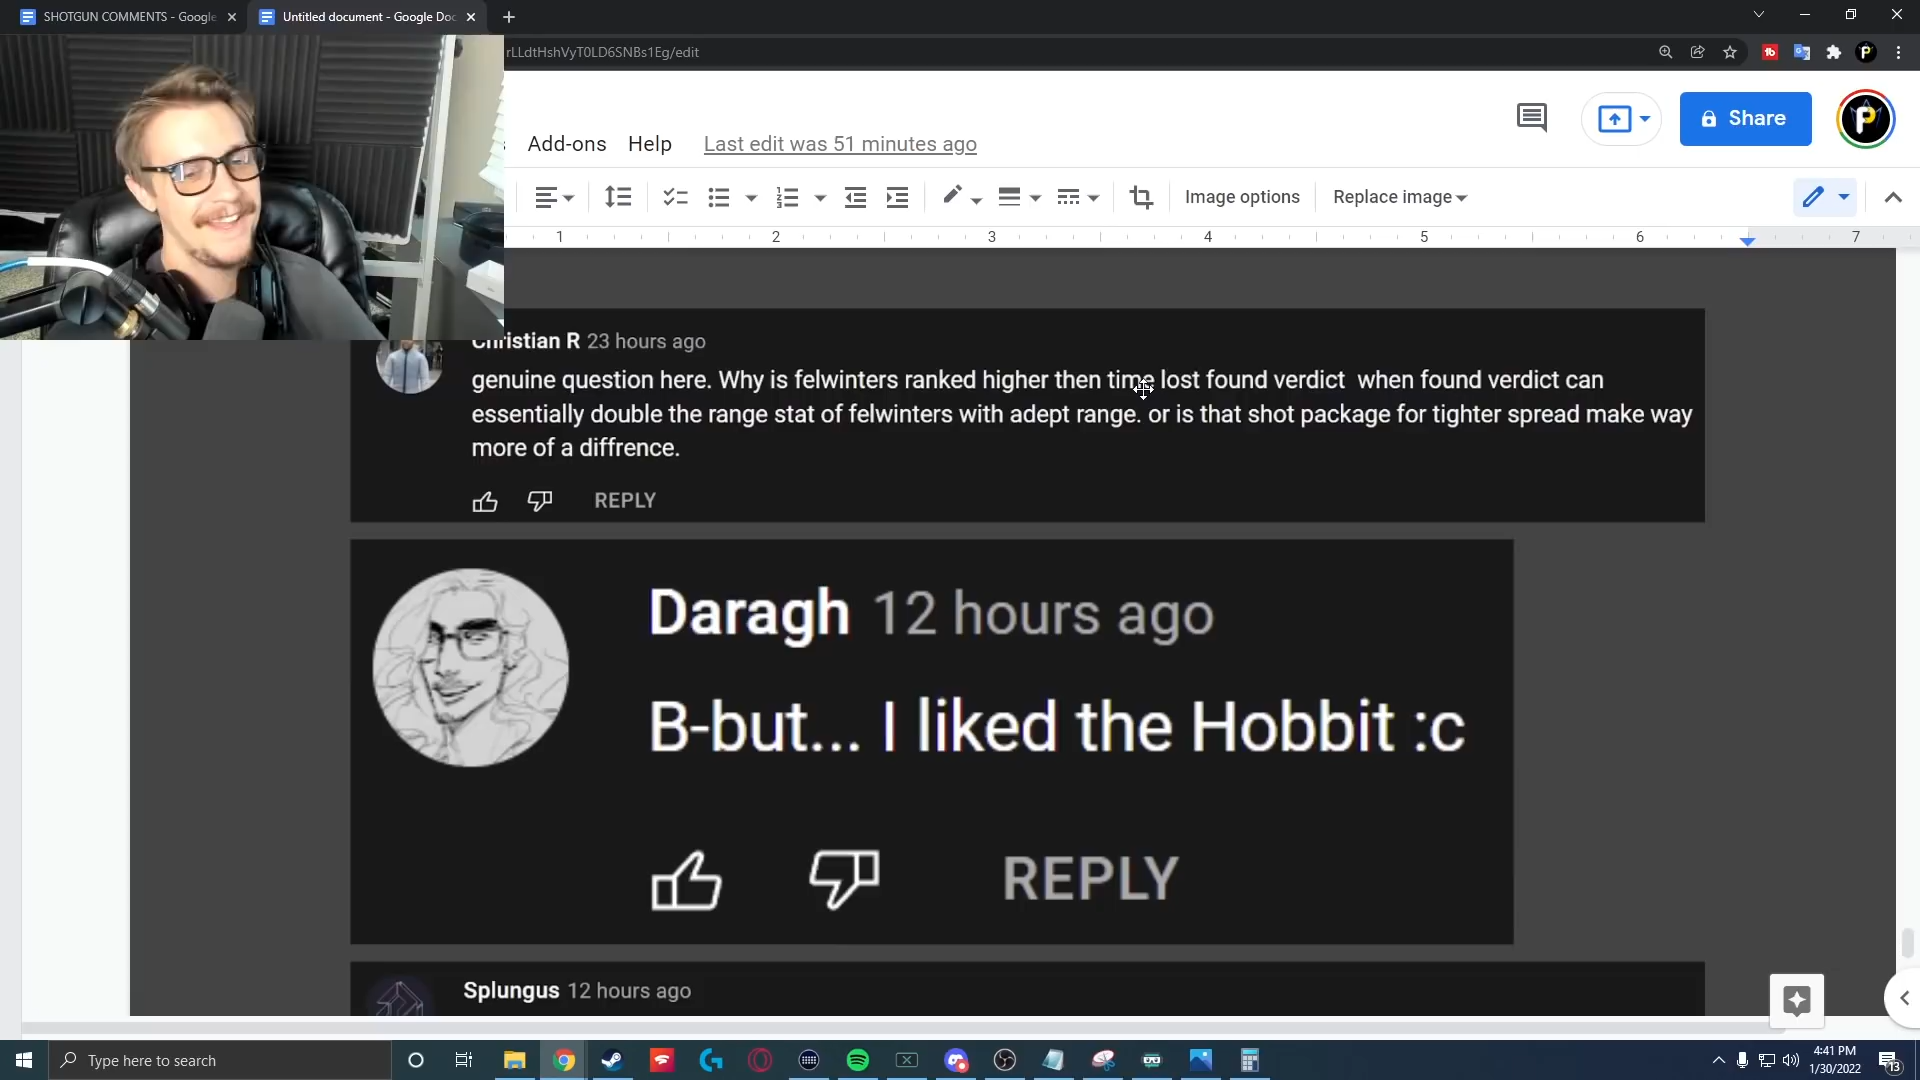 SHOTGUN COMMENTS - Google
Untitled document - Google Doc
rLLdtHshVyT0LD6SNBs1Eg/edit
Add-ons Help Last edit was 51 minutes ago
Share
P
Image options
Replace image
1 2 3 4 5 6 7
Christian R 23 hours ago
genuine question here. Why is felwinters ranked higher then time lost found verdict when found verdict can
essentially double the range stat of felwinters with adept range. or is that shot package for tighter spread make way
more of a diffrence.
REPLY
Daragh 12 hours ago
B-but... I liked the Hobbit :c
REPLY
Splungus 12 hours ago
Type here to search
4:41 PM
1/30/2022
13